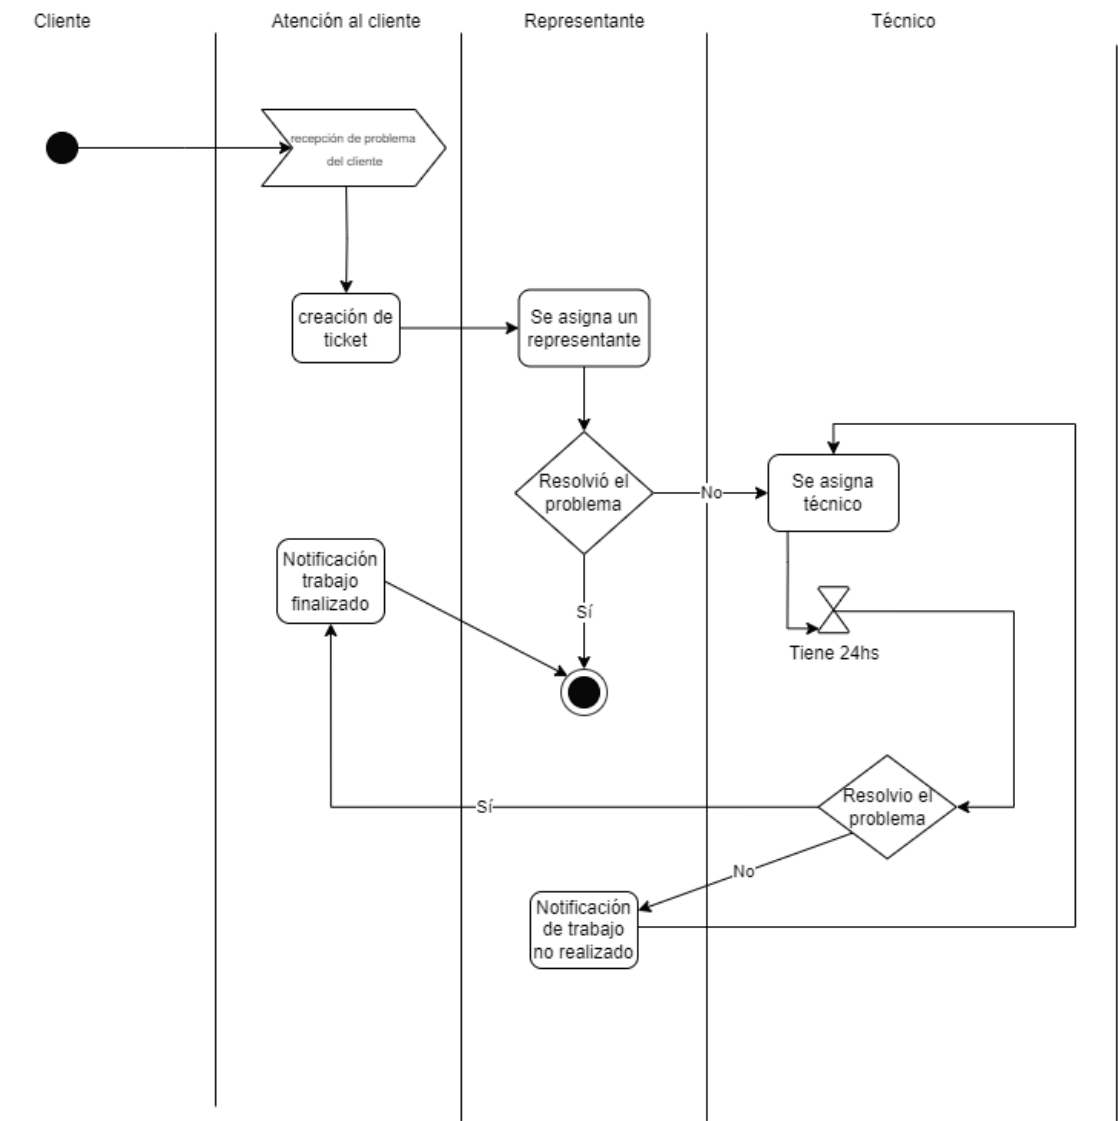 Cliente
Atención al cliente
Representante
Técnico
recepción de problema
del cliente
creación de
ticket
Se asigna un
representante
Resolvió el
problema
No
Se asigna
técnico
Notificación
trabajo
finalizado
Sí
Tiene 24hs
Resolvio el
problema
Sí
No
Notificación
de trabajo
no realizado